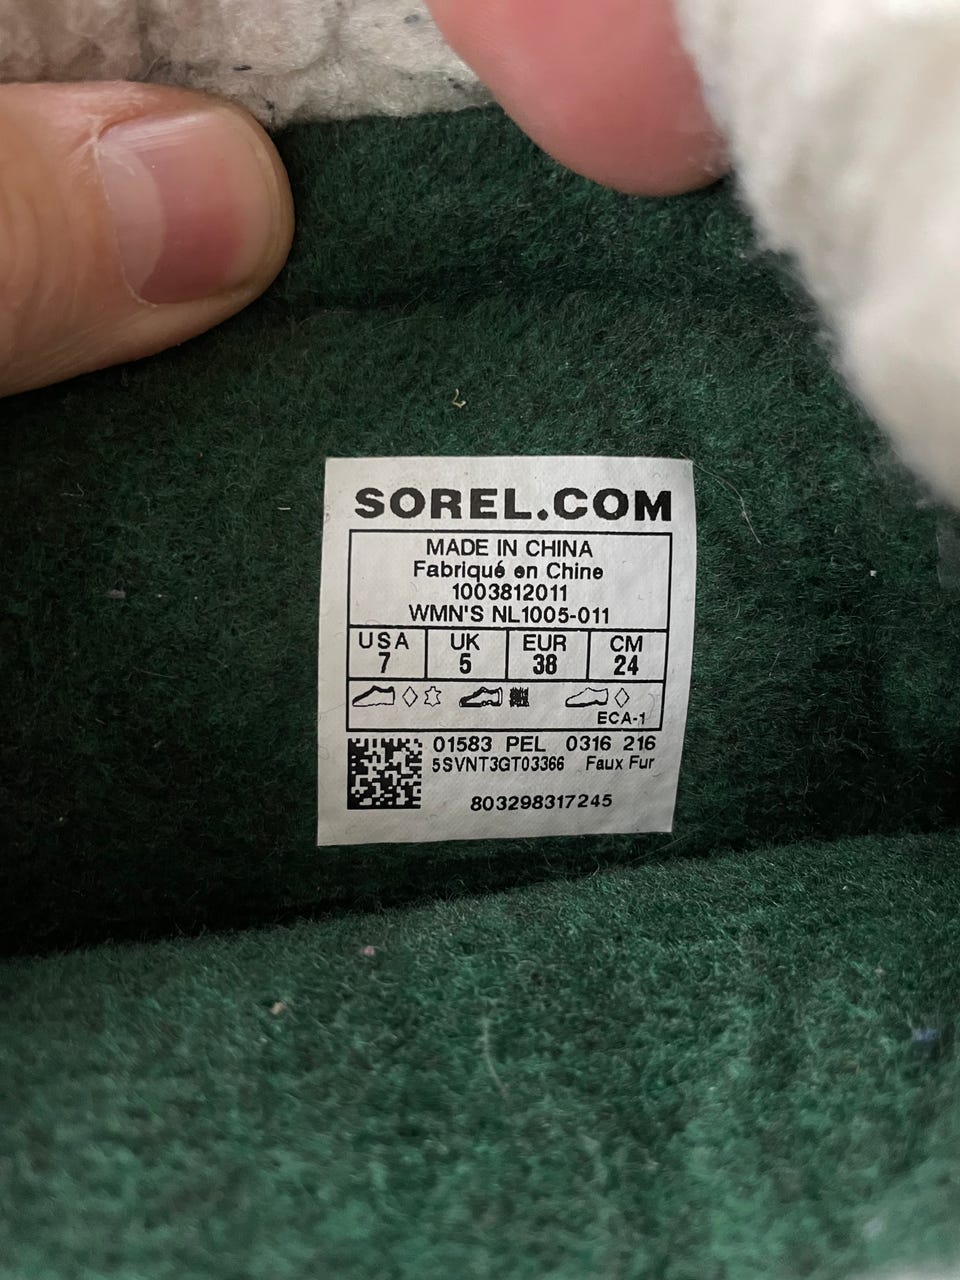 SOREL.COM
MADE IN CHINA
Fabriqué en Chine
1003812011
WMN'S NL1005-011
USA UK EUR CM
7 5 38 24
ECA-1
01583 PEL 0316 216
5SVNT3GT03366 Faux Fur
803298317245